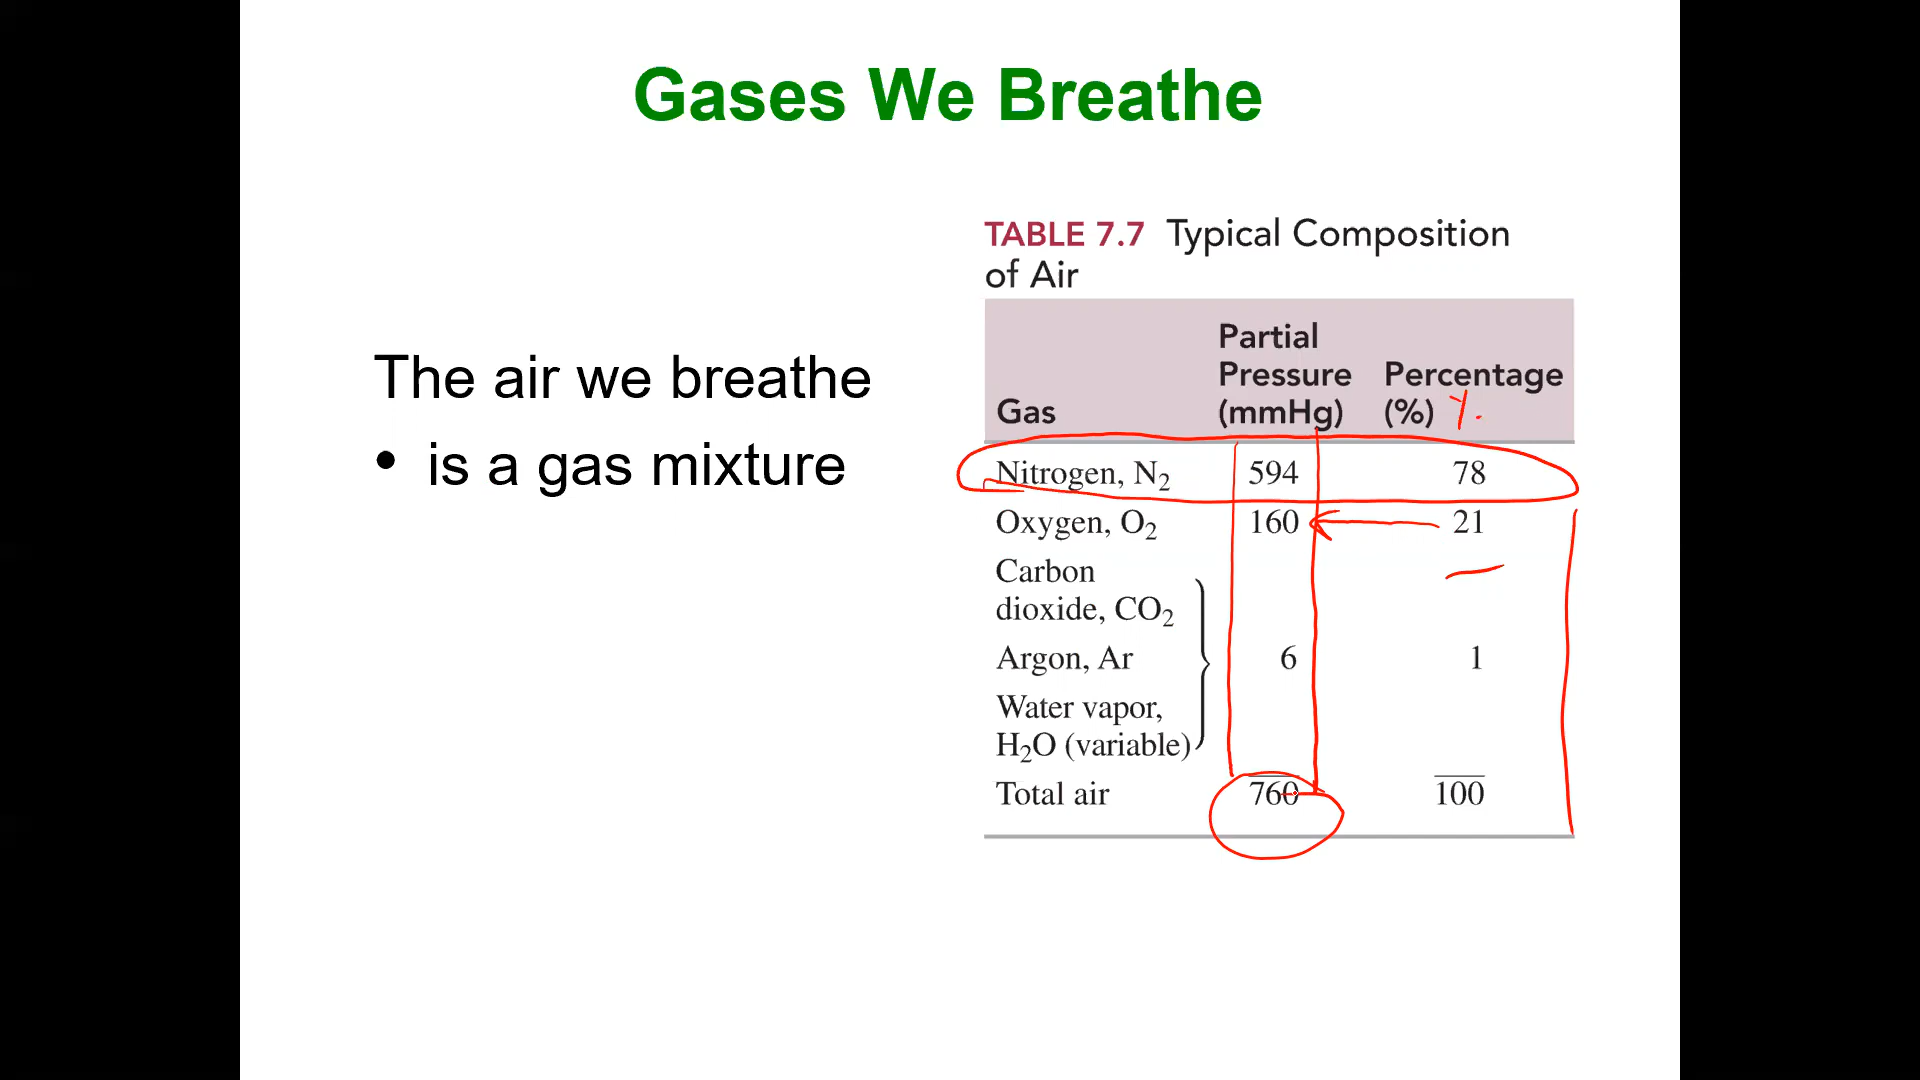 Gases We Breathe
The air we breathe
• is a gas mixture
TABLE 7.7 Typical Composition
of Air
Partial
Pressure Percentage
Gas (mmHg) (%) %
Nitrogen, N₂ 594 78
Oxygen, O₂ 160 21
Carbon
dioxide, CO₂
Argon, Ar 6 1
Water vapor,
H₂O (variable)
Total air 760 100